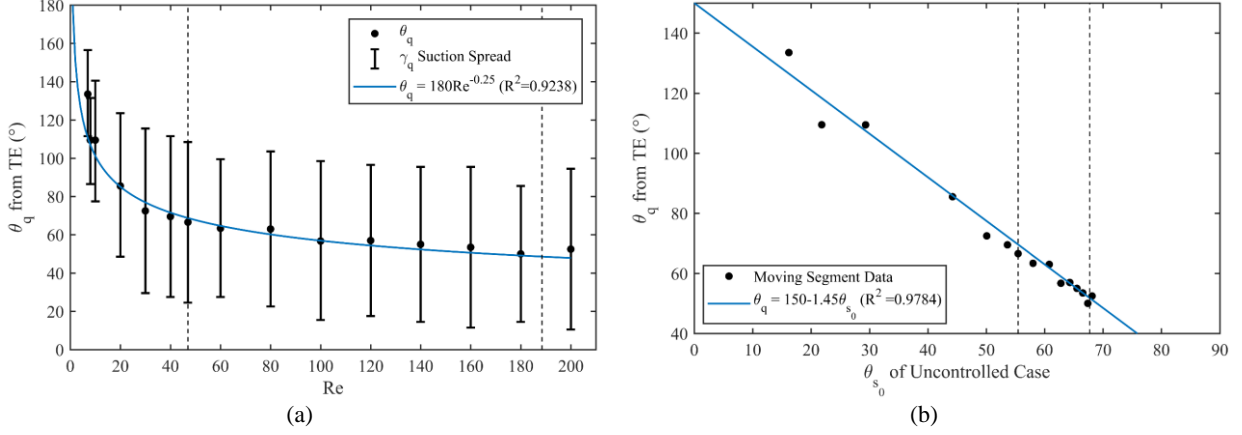 180
160
140
120
100
80
60
40
20
0
θq from TE (°)
0 20 40 60 80 100 120 140 160 180 200
Re
θq
γq Suction Spread
θq = 180Re^-0.25 (R²=0.9238)
(a)
140
120
100
80
60
40
θq from TE (°)
0 10 20 30 40 50 60 70 80 90
θs0 of Uncontrolled Case
Moving Segment Data
θq = 150-1.45θs0 (R² =0.9784)
(b)